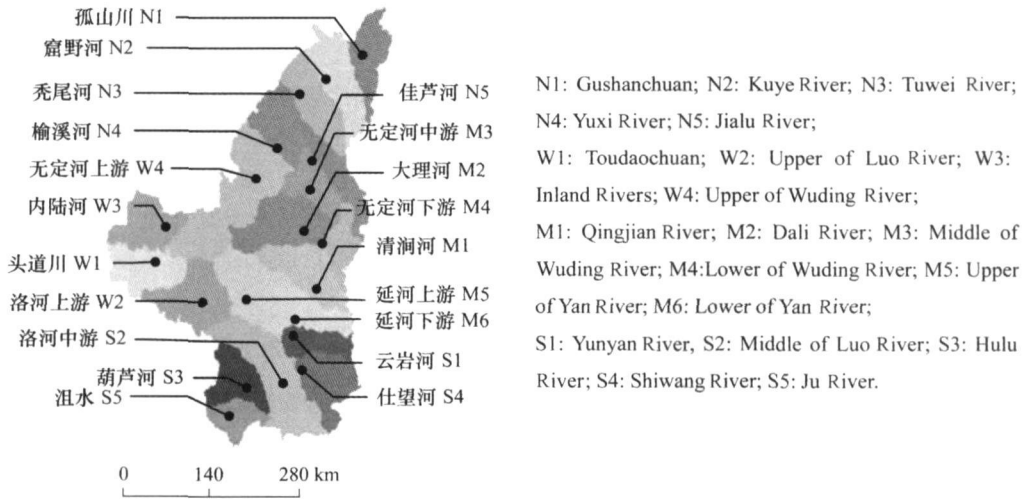 孤山川 N1
窟野河 N2
秃尾河 N3
佳芦河 N5
榆溪河 N4
无定河中游 M3
无定河上游 W4
大理河 M2
内陆河 W3
无定河下游 M4
清涧河 M1
头道川 W1
洛河上游 W2
延河上游 M5
延河下游 M6
洛河中游 S2
云岩河 S1
葫芦河 S3
仕望河 S4
沮水 S5
0 140 280 km
N1: Gushanchuan; N2: Kuye River; N3: Tuwei River;
N4: Yuxi River; N5: Jialu River;
W1: Toudaochuan; W2: Upper of Luo River; W3:
Inland Rivers; W4: Upper of Wuding River;
M1: Qingjian River; M2: Dali River; M3: Middle of
Wuding River; M4:Lower of Wuding River; M5: Upper
of Yan River; M6: Lower of Yan River;
S1: Yunyan River, S2: Middle of Luo River; S3: Hulu
River; S4: Shiwang River; S5: Ju River.